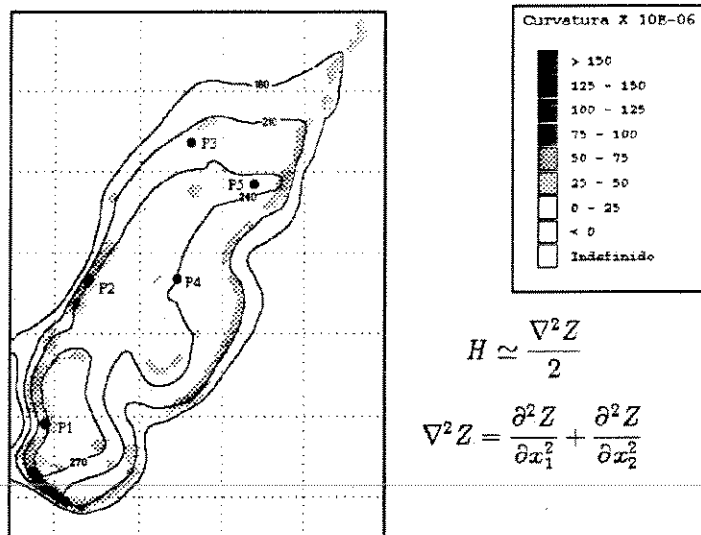 180
210
P3
P5
240
P2
P4
P1
270
Curvatura X 10E-06
> 150
125 - 150
100 - 125
75 - 100
50 - 75
25 - 50
0 - 25
< 0
Indefinido
H ≃ ∇²Z / 2
∇²Z = ∂²Z / ∂x₁² + ∂²Z / ∂x₂²